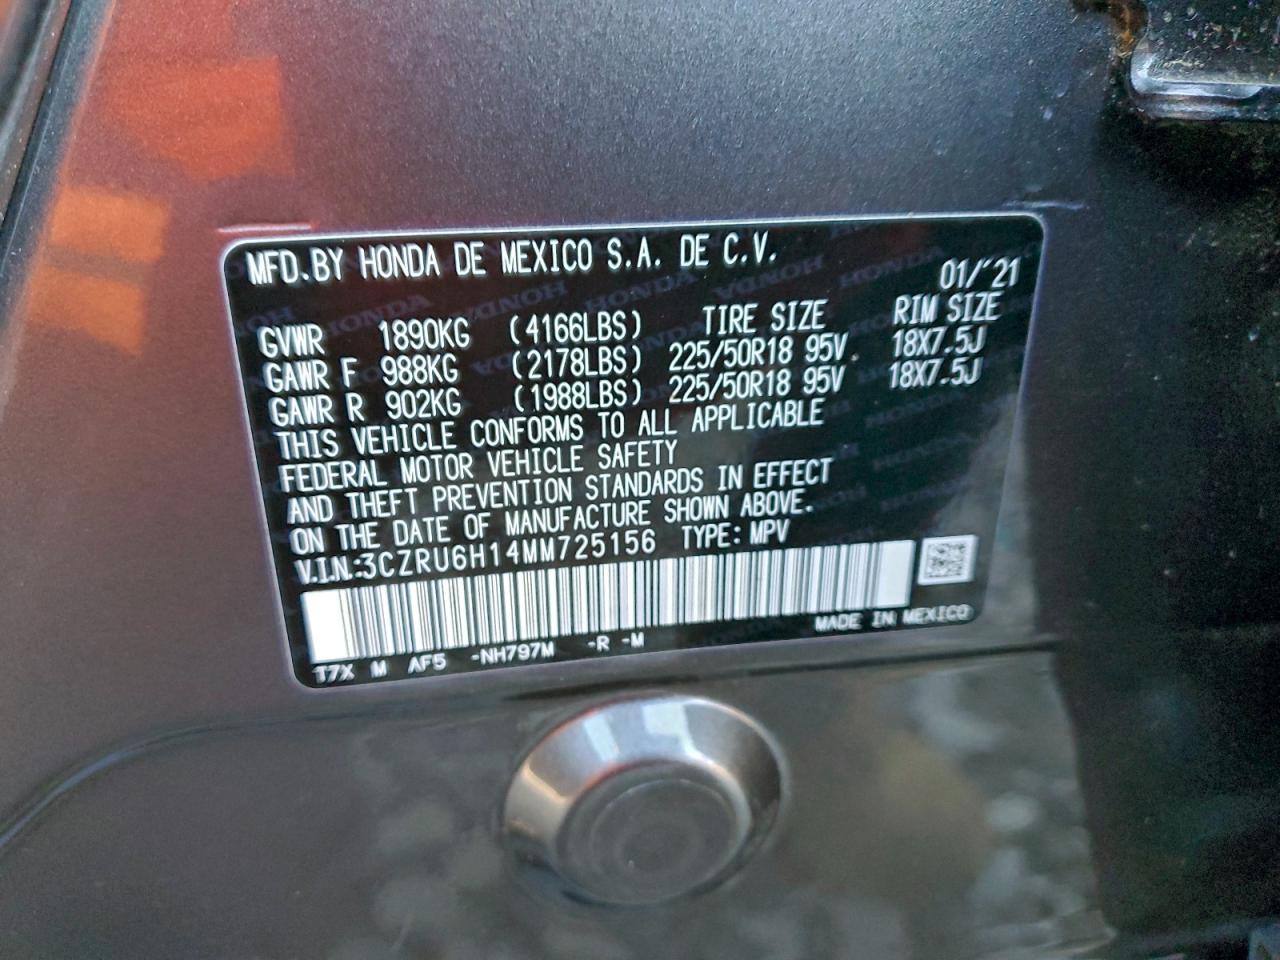 MFD.BY HONDA DE MEXICO S.A. DE C.V.
01/'21
GVWR 1890KG (4166LBS) TIRE SIZE RIM SIZE
GAWR F 988KG (2178LBS) 225/50R18 95V 18X7.5J
GAWR R 902KG (1988LBS) 225/50R18 95V 18X7.5J
THIS VEHICLE CONFORMS TO ALL APPLICABLE
FEDERAL MOTOR VEHICLE SAFETY
AND THEFT PREVENTION STANDARDS IN EFFECT
ON THE DATE OF MANUFACTURE SHOWN ABOVE.
V.I.N.:3CZRU6H14MM725156 TYPE: MPV
MADE IN MEXICO
T7X M AF5 -NH797M -R -M